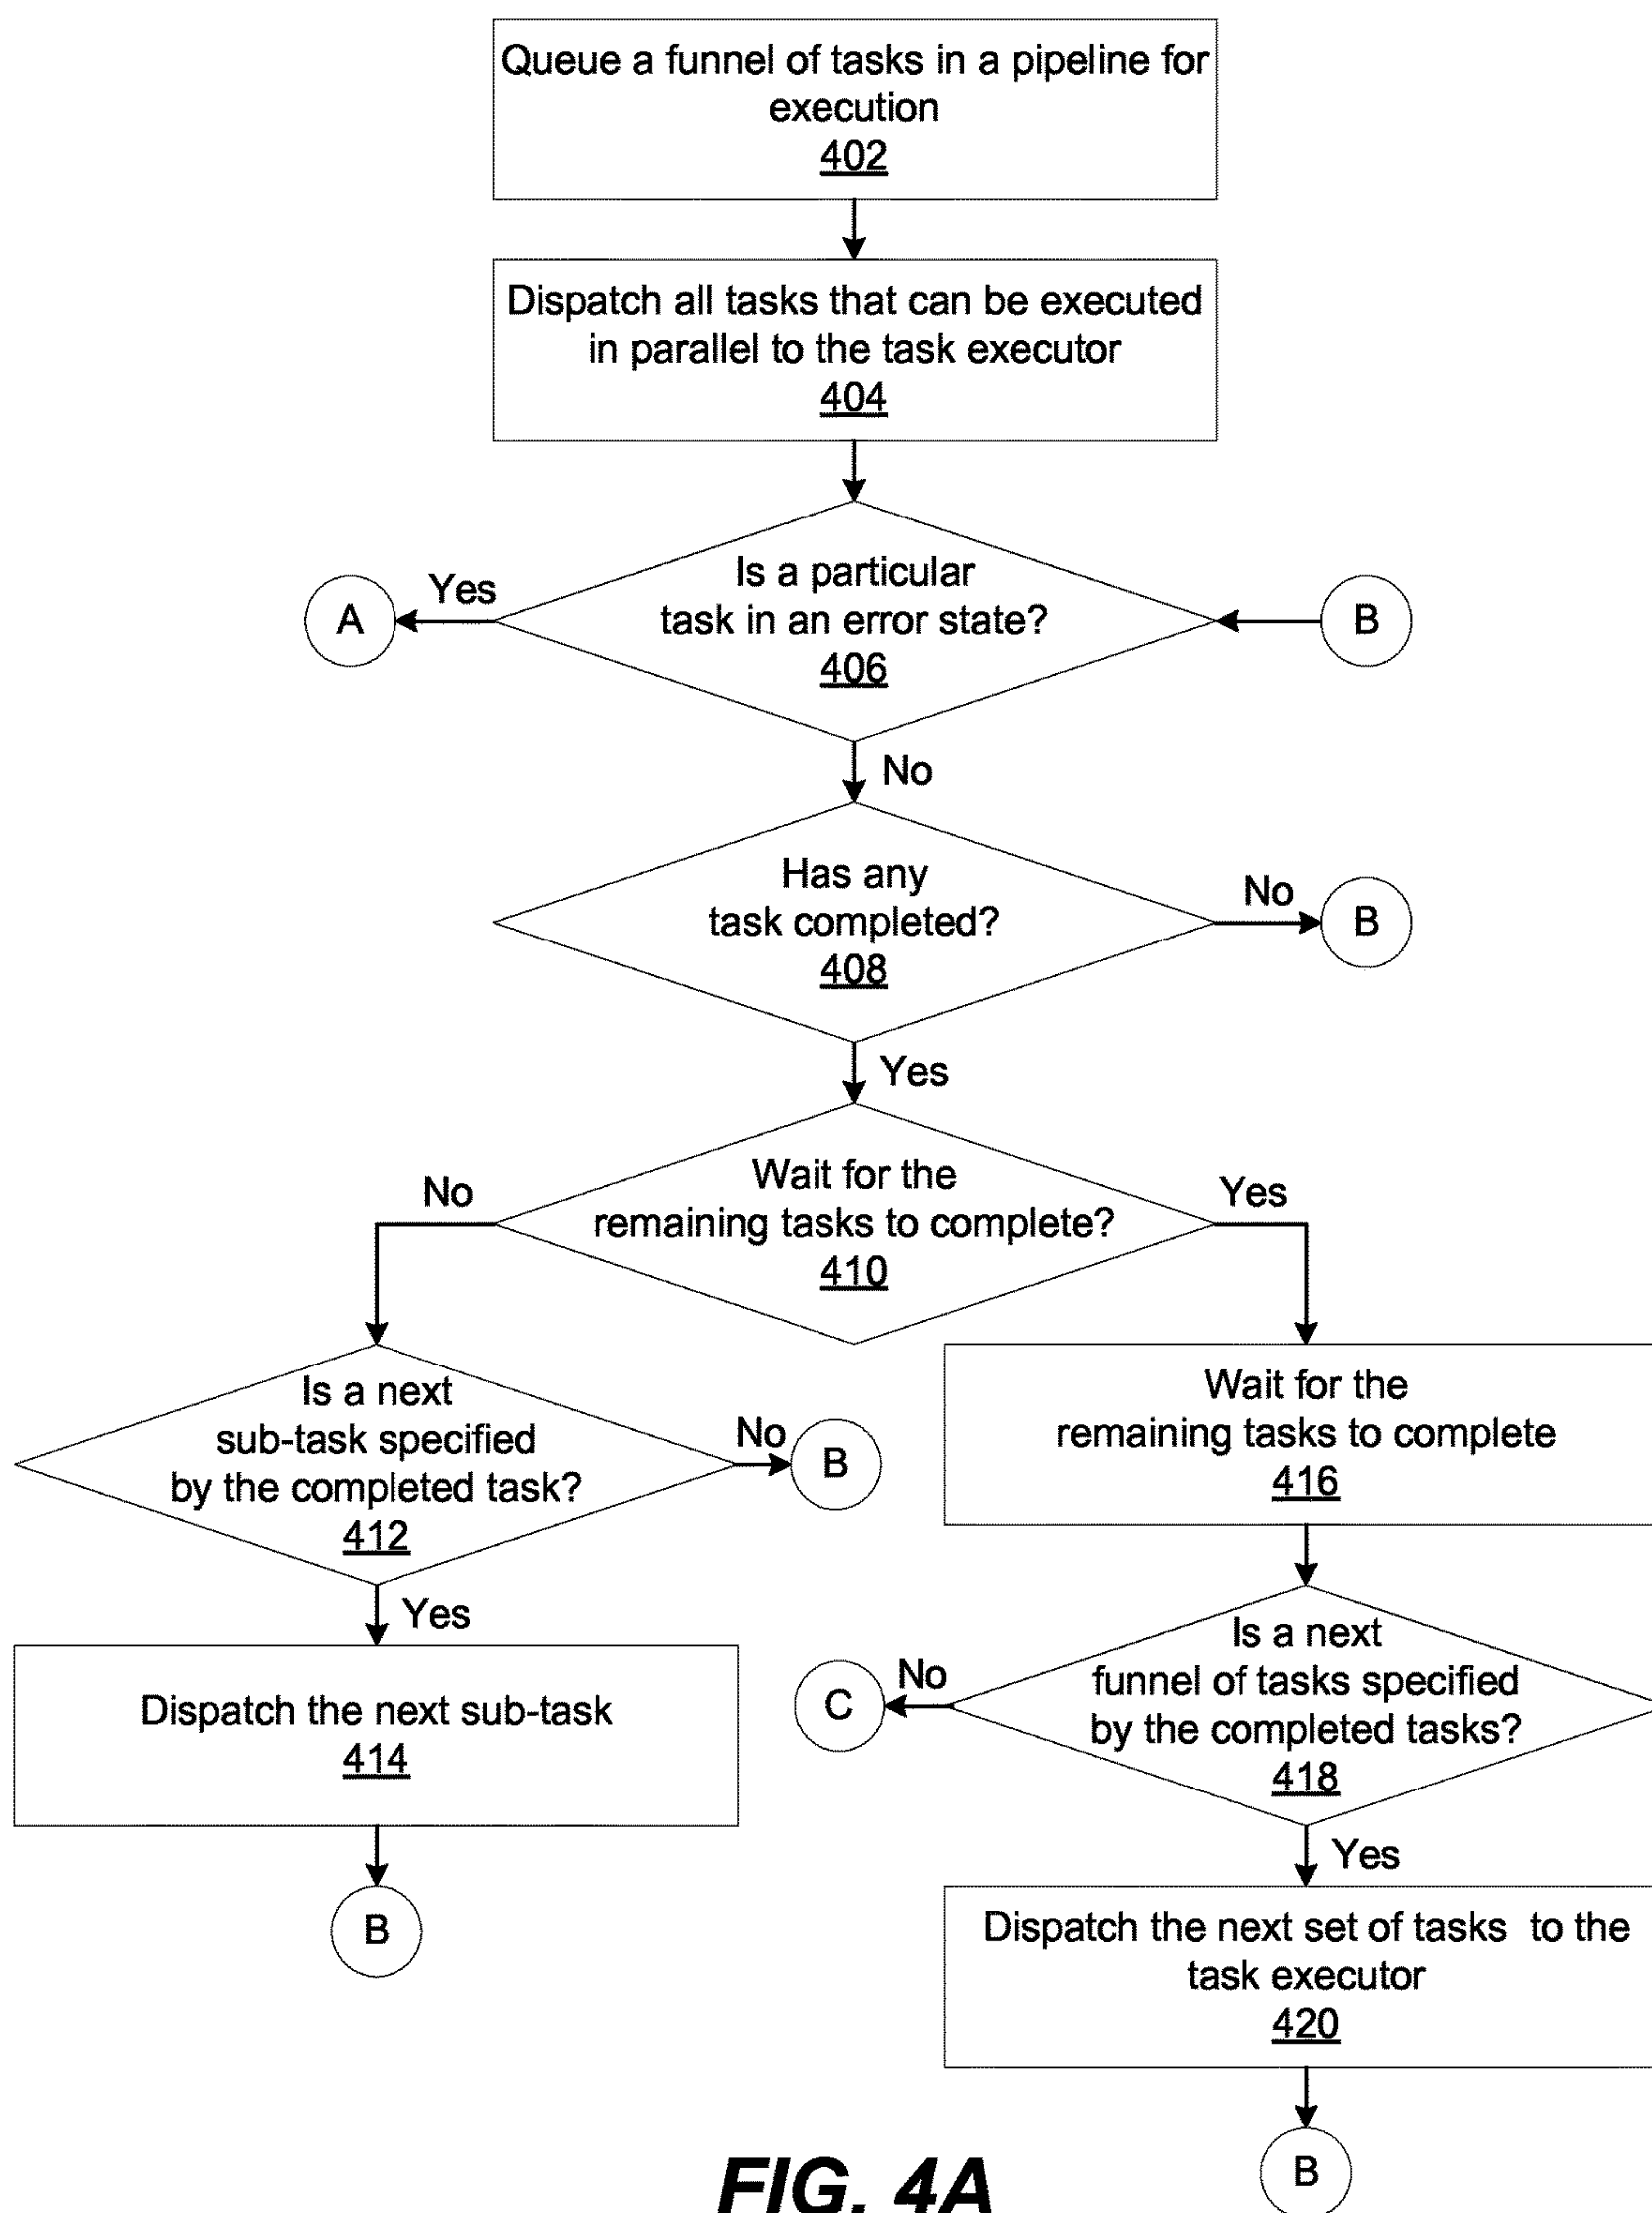 Queue a funnel of tasks in a pipeline for
execution
402
Dispatch all tasks that can be executed
in parallel to the task executor
404
Is a particular
task in an error state?
406
Yes
A
B
No
Has any
task completed?
408
No
B
Yes
Wait for the
remaining tasks to complete?
410
No
Yes
Is a next
sub-task specified
by the completed task?
412
No
B
Yes
Dispatch the next sub-task
414
B
Wait for the
remaining tasks to complete
416
Is a next
funnel of tasks specified
by the completed tasks?
418
No
C
Yes
Dispatch the next set of tasks to the
task executor
420
B
FIG. 4A